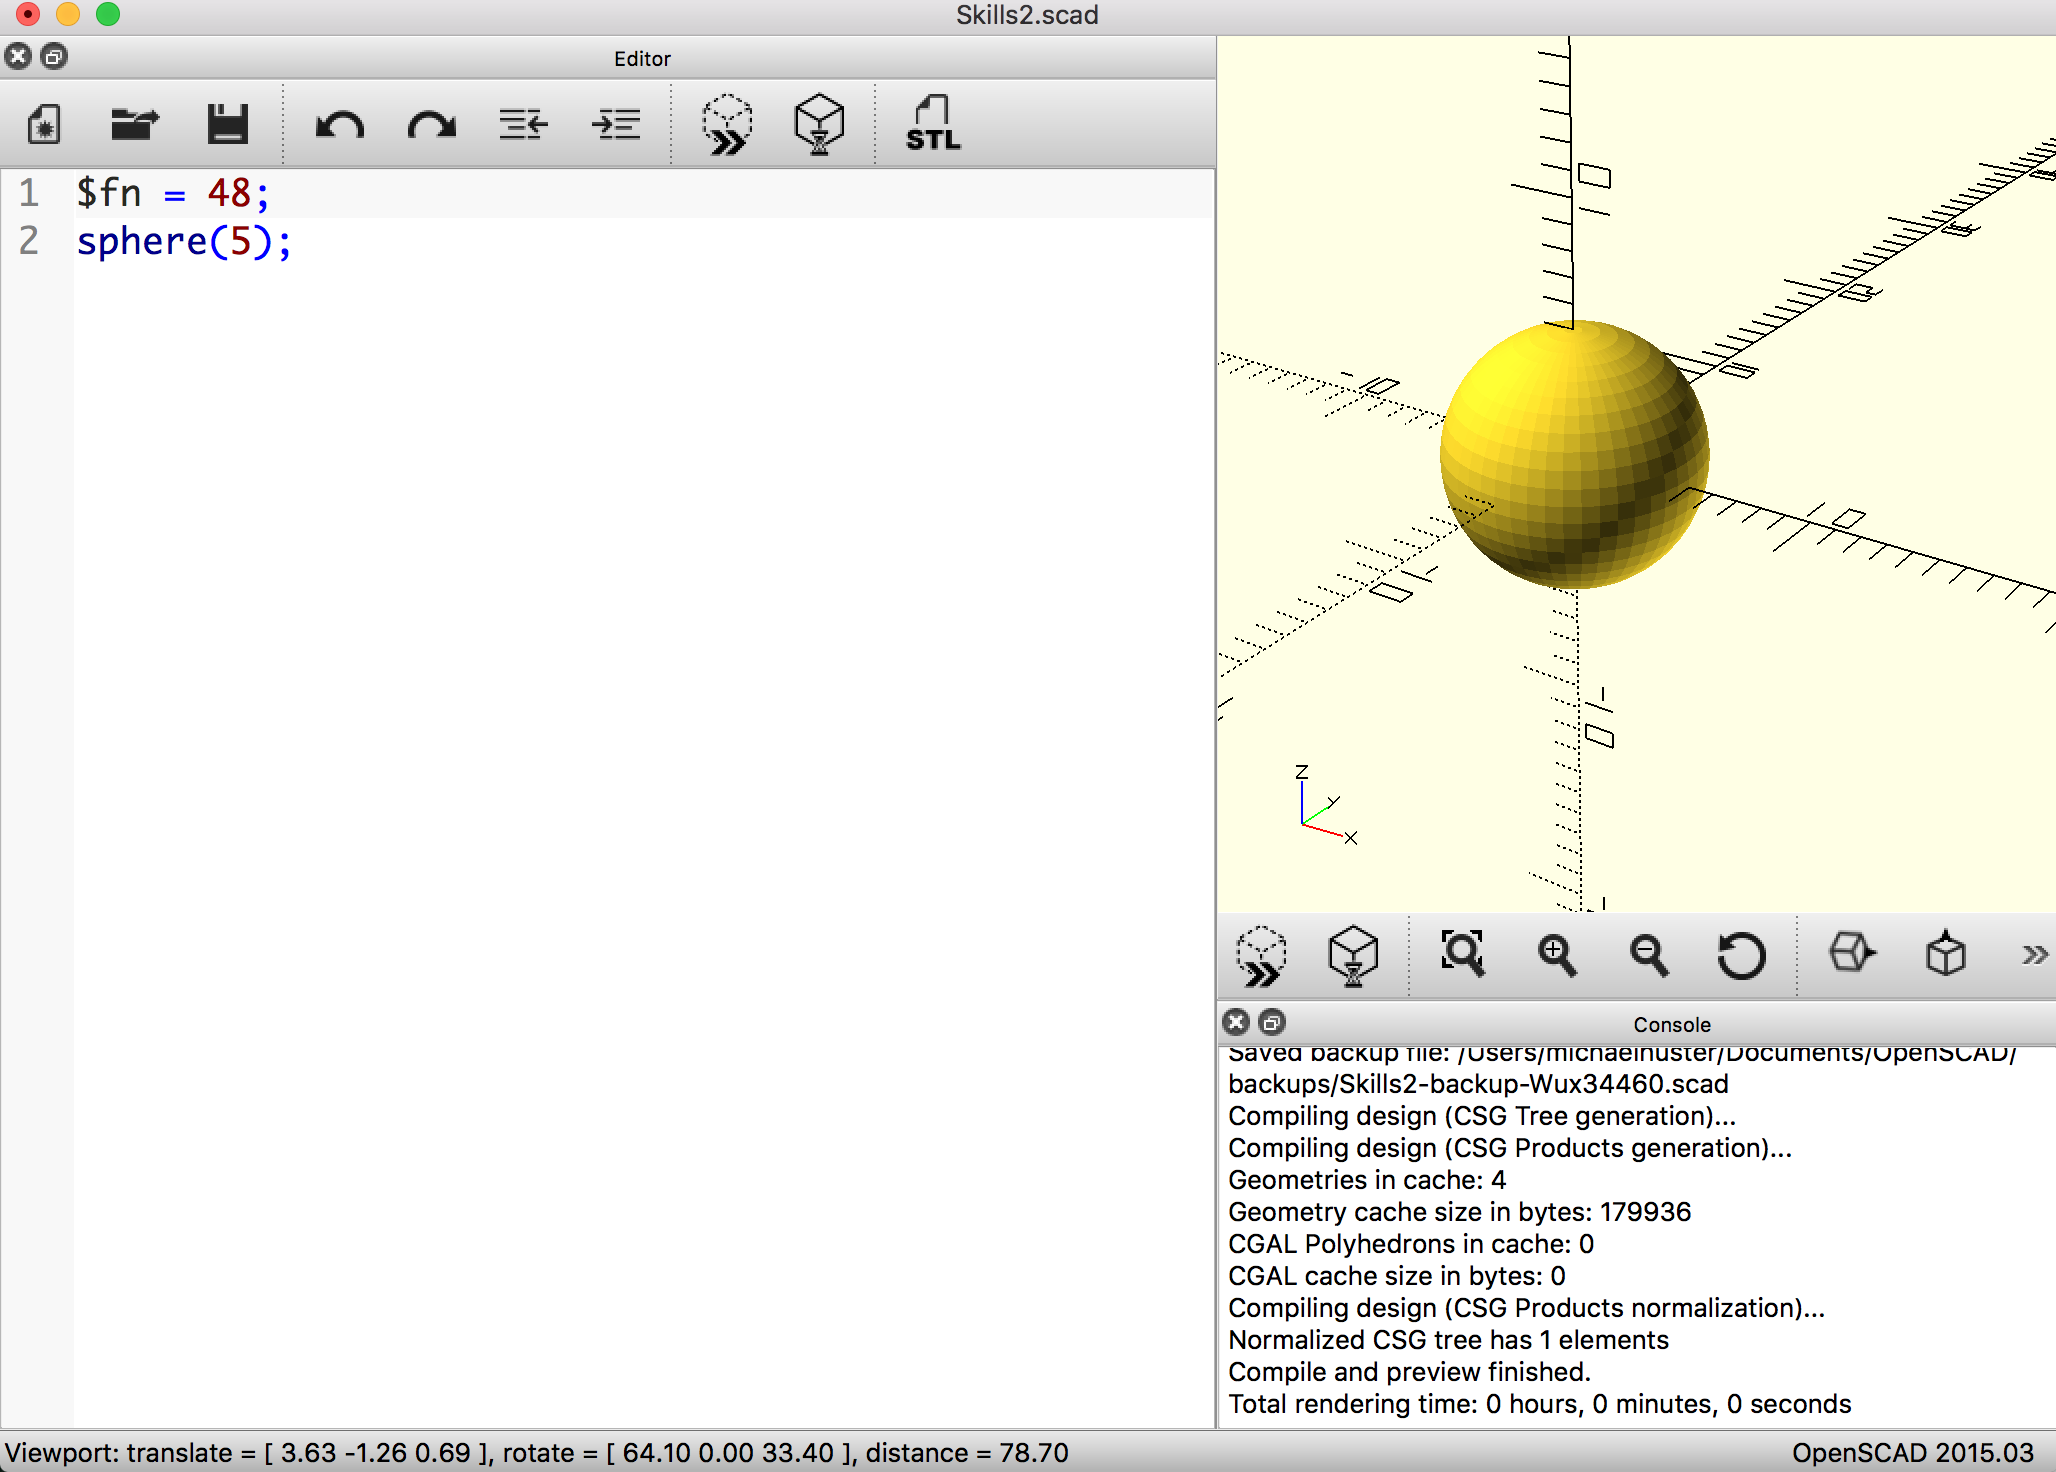 Skills2.scad
Editor
STL
1 $fn = 48;
2 sphere(5);
Z
Y
X
Console
Saved backup file: /Users/michaelhuster/Documents/OpenSCAD/
backups/Skills2-backup-Wux34460.scad
Compiling design (CSG Tree generation)...
Compiling design (CSG Products generation)...
Geometries in cache: 4
Geometry cache size in bytes: 179936
CGAL Polyhedrons in cache: 0
CGAL cache size in bytes: 0
Compiling design (CSG Products normalization)...
Normalized CSG tree has 1 elements
Compile and preview finished.
Total rendering time: 0 hours, 0 minutes, 0 seconds
Viewport: translate = [ 3.63 -1.26 0.69 ], rotate = [ 64.10 0.00 33.40 ], distance = 78.70
OpenSCAD 2015.03